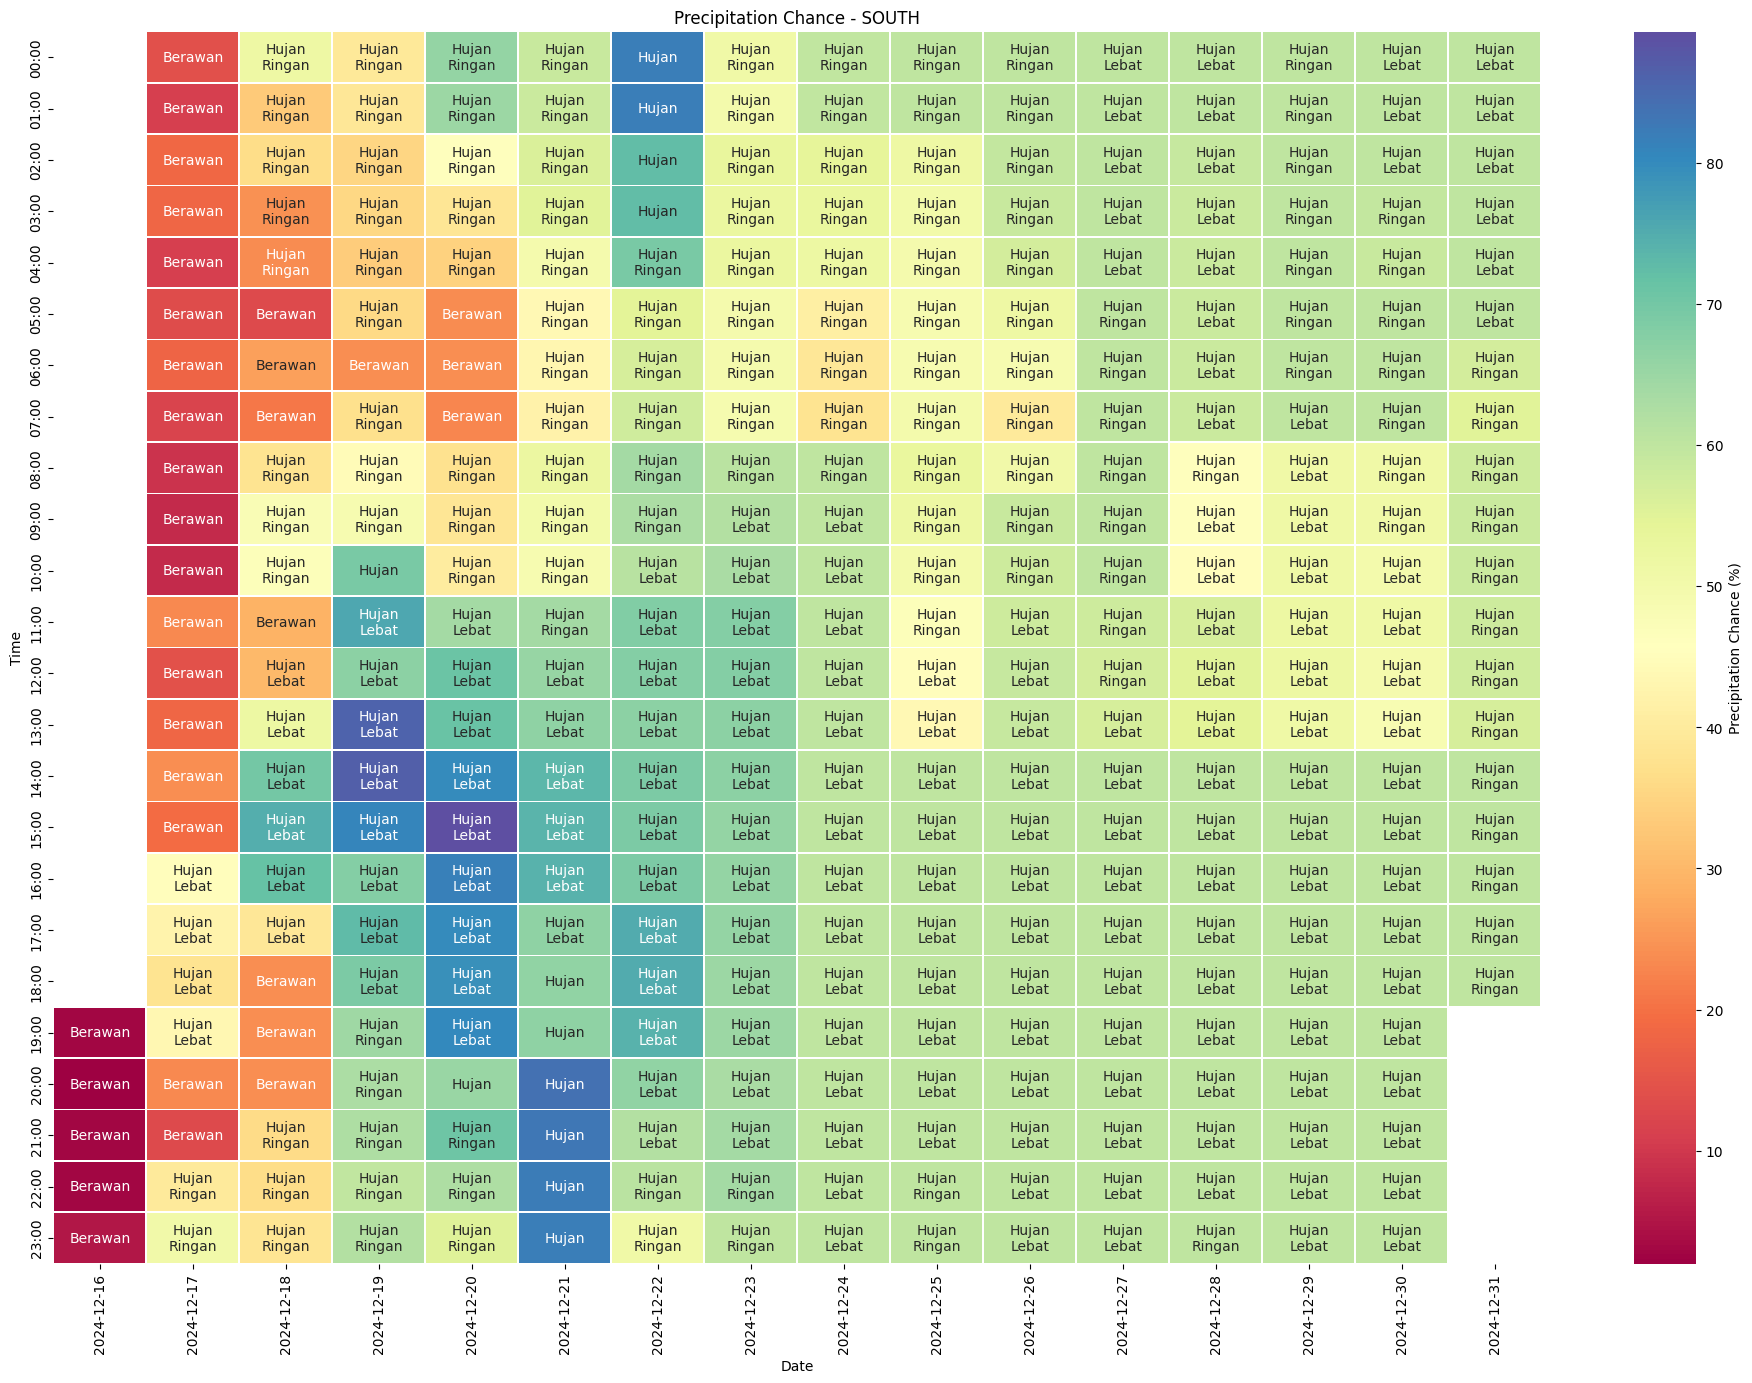 Precipitation Chance - SOUTH
00:00 Berawan Hujan Ringan Hujan Ringan Hujan Ringan Hujan Ringan Hujan Hujan Ringan Hujan Ringan Hujan Ringan Hujan Ringan Hujan Lebat Hujan Lebat Hujan Ringan Hujan Lebat Hujan Lebat
01:00 Berawan Hujan Ringan Hujan Ringan Hujan Ringan Hujan Ringan Hujan Hujan Ringan Hujan Ringan Hujan Ringan Hujan Ringan Hujan Lebat Hujan Lebat Hujan Ringan Hujan Lebat Hujan Lebat
02:00 Berawan Hujan Ringan Hujan Ringan Hujan Ringan Hujan Ringan Hujan Hujan Ringan Hujan Ringan Hujan Ringan Hujan Ringan Hujan Lebat Hujan Lebat Hujan Ringan Hujan Lebat Hujan Lebat
03:00 Berawan Hujan Ringan Hujan Ringan Hujan Ringan Hujan Ringan Hujan Hujan Ringan Hujan Ringan Hujan Ringan Hujan Ringan Hujan Lebat Hujan Lebat Hujan Ringan Hujan Ringan Hujan Lebat
04:00 Berawan Hujan Ringan Hujan Ringan Hujan Ringan Hujan Ringan Hujan Ringan Hujan Ringan Hujan Ringan Hujan Ringan Hujan Ringan Hujan Lebat Hujan Lebat Hujan Ringan Hujan Ringan Hujan Lebat
05:00 Berawan Berawan Hujan Ringan Berawan Hujan Ringan Hujan Ringan Hujan Ringan Hujan Ringan Hujan Ringan Hujan Ringan Hujan Ringan Hujan Lebat Hujan Ringan Hujan Ringan Hujan Lebat
06:00 Berawan Berawan Berawan Berawan Hujan Ringan Hujan Ringan Hujan Ringan Hujan Ringan Hujan Ringan Hujan Ringan Hujan Ringan Hujan Lebat Hujan Ringan Hujan Ringan Hujan Ringan
07:00 Berawan Berawan Hujan Ringan Berawan Hujan Ringan Hujan Ringan Hujan Ringan Hujan Ringan Hujan Ringan Hujan Ringan Hujan Ringan Hujan Lebat Hujan Lebat Hujan Ringan Hujan Ringan
08:00 Berawan Hujan Ringan Hujan Ringan Hujan Ringan Hujan Ringan Hujan Ringan Hujan Ringan Hujan Ringan Hujan Ringan Hujan Ringan Hujan Ringan Hujan Ringan Hujan Lebat Hujan Ringan Hujan Ringan
09:00 Berawan Hujan Ringan Hujan Ringan Hujan Ringan Hujan Ringan Hujan Ringan Hujan Lebat Hujan Lebat Hujan Ringan Hujan Ringan Hujan Ringan Hujan Lebat Hujan Lebat Hujan Ringan Hujan Ringan
10:00 Berawan Hujan Ringan Hujan Hujan Ringan Hujan Ringan Hujan Lebat Hujan Lebat Hujan Lebat Hujan Ringan Hujan Ringan Hujan Ringan Hujan Lebat Hujan Lebat Hujan Lebat Hujan Ringan
11:00 Berawan Berawan Hujan Lebat Hujan Lebat Hujan Ringan Hujan Lebat Hujan Lebat Hujan Lebat Hujan Ringan Hujan Lebat Hujan Ringan Hujan Lebat Hujan Lebat Hujan Lebat Hujan Ringan
12:00 Berawan Hujan Lebat Hujan Lebat Hujan Lebat Hujan Lebat Hujan Lebat Hujan Lebat Hujan Lebat Hujan Lebat Hujan Lebat Hujan Ringan Hujan Lebat Hujan Lebat Hujan Lebat Hujan Ringan
13:00 Berawan Hujan Lebat Hujan Lebat Hujan Lebat Hujan Lebat Hujan Lebat Hujan Lebat Hujan Lebat Hujan Lebat Hujan Lebat Hujan Lebat Hujan Lebat Hujan Lebat Hujan Lebat Hujan Ringan
14:00 Berawan Hujan Lebat Hujan Lebat Hujan Lebat Hujan Lebat Hujan Lebat Hujan Lebat Hujan Lebat Hujan Lebat Hujan Lebat Hujan Lebat Hujan Lebat Hujan Lebat Hujan Lebat Hujan Ringan
15:00 Berawan Hujan Lebat Hujan Lebat Hujan Lebat Hujan Lebat Hujan Lebat Hujan Lebat Hujan Lebat Hujan Lebat Hujan Lebat Hujan Lebat Hujan Lebat Hujan Lebat Hujan Lebat Hujan Ringan
16:00 Hujan Lebat Hujan Lebat Hujan Lebat Hujan Lebat Hujan Lebat Hujan Lebat Hujan Lebat Hujan Lebat Hujan Lebat Hujan Lebat Hujan Lebat Hujan Lebat Hujan Lebat Hujan Lebat Hujan Ringan
17:00 Hujan Lebat Hujan Lebat Hujan Lebat Hujan Lebat Hujan Lebat Hujan Lebat Hujan Lebat Hujan Lebat Hujan Lebat Hujan Lebat Hujan Lebat Hujan Lebat Hujan Lebat Hujan Lebat Hujan Ringan
18:00 Hujan Lebat Berawan Hujan Lebat Hujan Lebat Hujan Hujan Lebat Hujan Lebat Hujan Lebat Hujan Lebat Hujan Lebat Hujan Lebat Hujan Lebat Hujan Lebat Hujan Lebat Hujan Ringan
19:00 Berawan Hujan Lebat Berawan Hujan Ringan Hujan Lebat Hujan Hujan Lebat Hujan Lebat Hujan Lebat Hujan Lebat Hujan Lebat Hujan Lebat Hujan Lebat Hujan Lebat Hujan Lebat
20:00 Berawan Berawan Berawan Hujan Ringan Hujan Hujan Hujan Lebat Hujan Lebat Hujan Lebat Hujan Lebat Hujan Lebat Hujan Lebat Hujan Lebat Hujan Lebat Hujan Lebat
21:00 Berawan Berawan Hujan Ringan Hujan Ringan Hujan Ringan Hujan Hujan Lebat Hujan Lebat Hujan Lebat Hujan Lebat Hujan Lebat Hujan Lebat Hujan Lebat Hujan Lebat Hujan Lebat
22:00 Berawan Hujan Ringan Hujan Ringan Hujan Ringan Hujan Ringan Hujan Hujan Ringan Hujan Ringan Hujan Lebat Hujan Ringan Hujan Lebat Hujan Lebat Hujan Lebat Hujan Lebat Hujan Lebat
23:00 Berawan Hujan Ringan Hujan Ringan Hujan Ringan Hujan Ringan Hujan Hujan Ringan Hujan Ringan Hujan Lebat Hujan Ringan Hujan Lebat Hujan Lebat Hujan Ringan Hujan Lebat Hujan Lebat
2024-12-16 2024-12-17 2024-12-18 2024-12-19 2024-12-20 2024-12-21 2024-12-22 2024-12-23 2024-12-24 2024-12-25 2024-12-26 2024-12-27 2024-12-28 2024-12-29 2024-12-30 2024-12-31
Date
Time
80
70
60
50
40
30
20
10
Precipitation Chance (%)